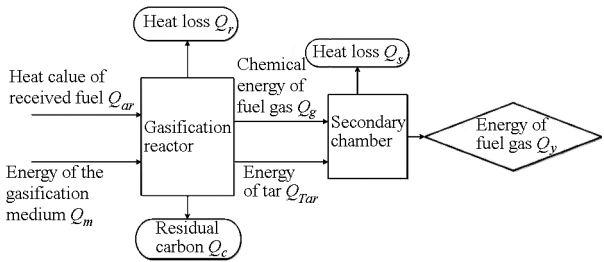 Heat loss Qr
Heat loss Qs
Heat calue of
received fuel Qar
Chemical
energy of
fuel gas Qg
Gasification
reactor
Secondary
chamber
Energy of
fuel gas Qy
Energy of the
gasification
medium Qm
Energy
of tar QTar
Residual
carbon Qc